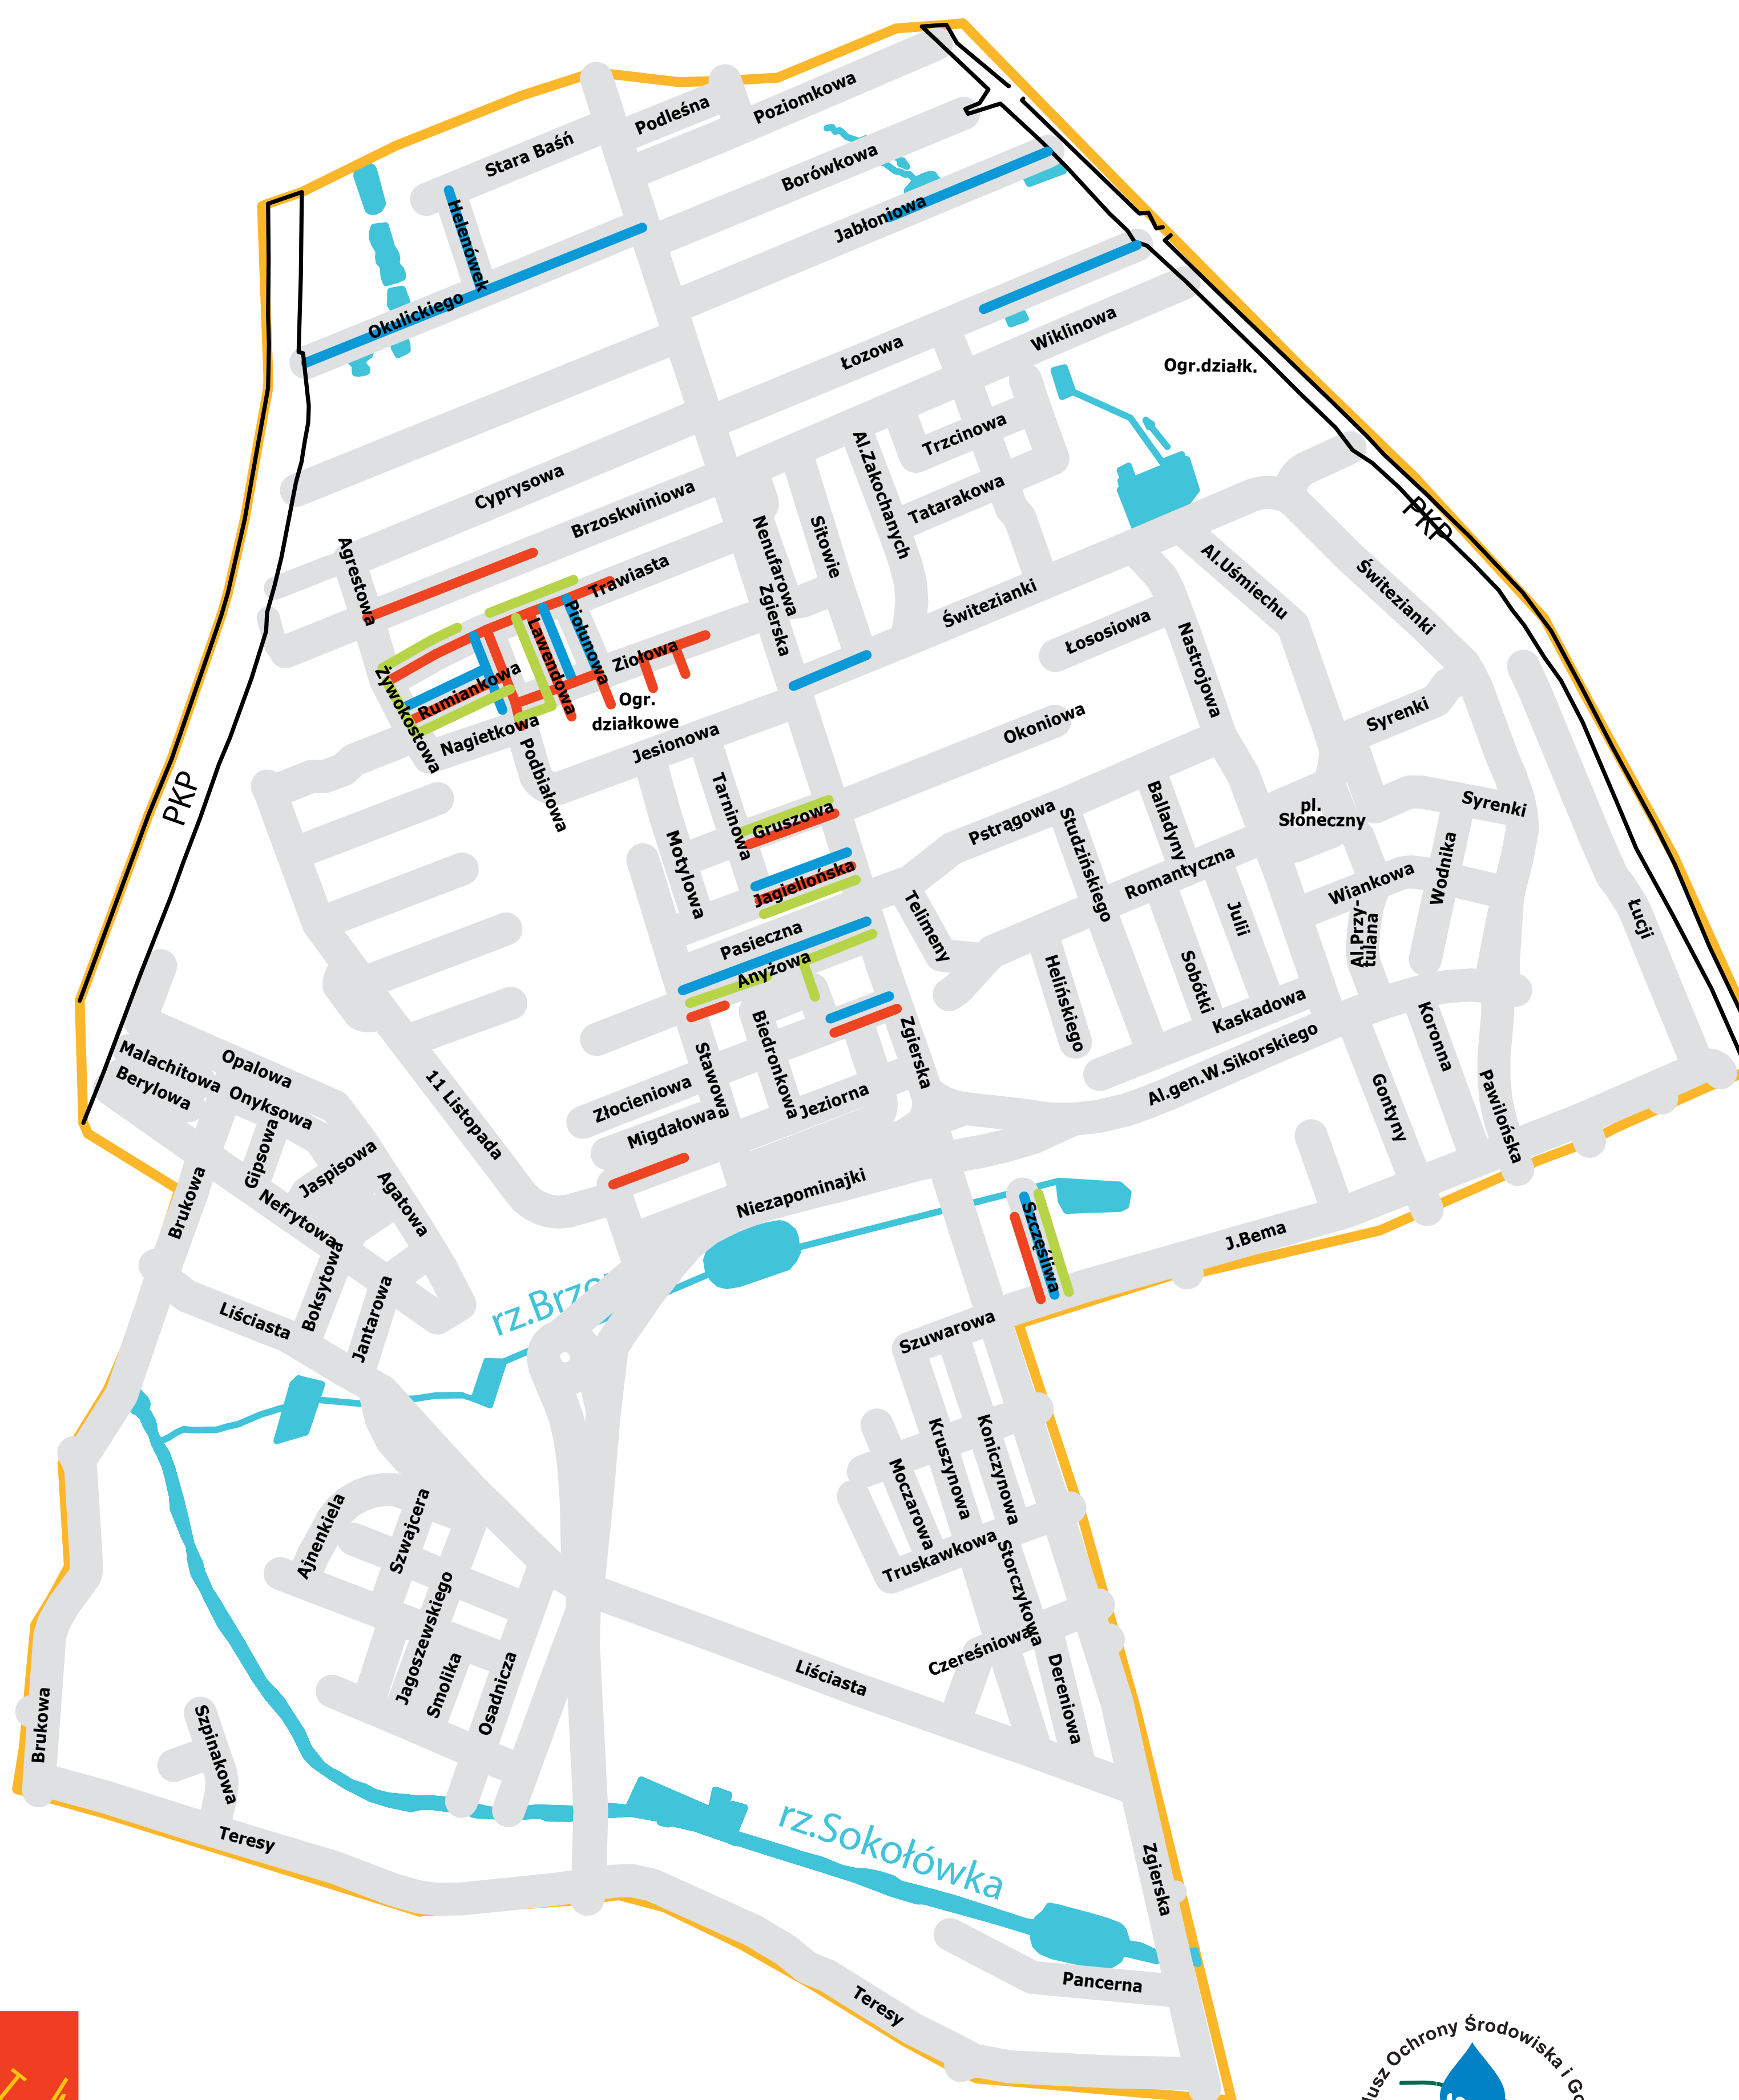 Podleśna
Poziomkowa
Stara Baśń
Borówkowa
Helenówek
Jabłoniowa
Okulickiego
Łozowa
Wiklinowa
Ogr.działk.
Trzcinowa
Al.Zakochanych
Cyprysowa
Brzoskwiniowa
Tatarakowa
PKP
Agrestowa
Nenufarowa
Sitowie
Trawiasta
Al.Uśmiechu
Świtezianki
Zgierska
Piołunowa
Świtezianki
Lawendowa
Ziołowa
Łososiowa
Nastrojowa
Żywokostowa
Rumiankowa
Ogr.
działkowe
Nagietkowa
Jesionowa
Okoniowa
Syrenki
Podbiałowa
PKP
Tarninowa
Gruszowa
Pstrągowa
Balladyny
pl.
Słoneczny
Syrenki
Motylowa
Studzińskiego
Jagiellońska
Romantyczna
Wiankowa
Wodnika
Telimeny
Julii
Al.Przy-
tulana
Łucji
Pasieczna
Anyżowa
Helińskiego
Sobótki
Kaskadowa
Biedronkowa
Zgierska
Koronna
Malachitowa
Opalowa
Al.gen.W.Sikorskiego
Berylowa
Onyksowa
11 Listopada
Stawowa
Złocieniowa
Jeziorna
Gontyny
Pawilońska
Gipsowa
Migdałowa
Jaspisowa
Brukowa
Agatowa
Nefrytowa
Niezapominajki
Szczęśliwa
J.Bema
Boksytowa
rz.Brzo
Liściasta
Jantarowa
Szuwarowa
Kruszynowa
Koniczynowa
Moczarowa
Ajnenkiela
Szwajcera
Truskawkowa
Storczykowa
Jagoszewskiego
Czereśniowa
Smolika
Osadnicza
Liściasta
Dereniowa
Brukowa
Szpinakowa
rz.Sokołówka
Teresy
Zgierska
Pancerna
Teresy
usz Ochrony Środowiska i Go